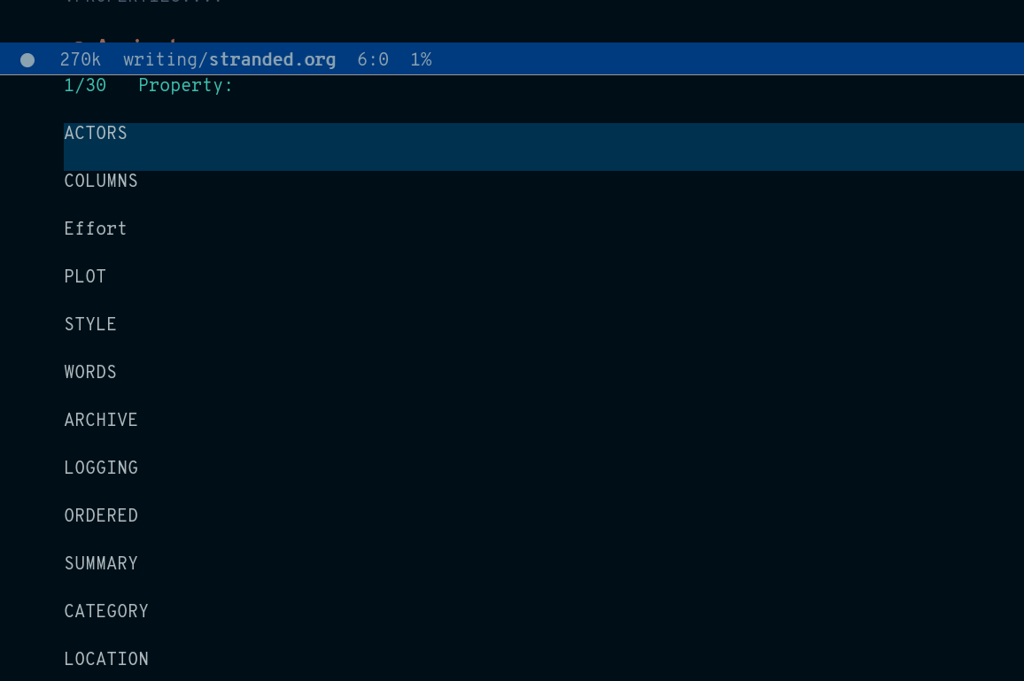 270k writing/stranded.org 6:0 1%
1/30 Property:
ACTORS
COLUMNS
Effort
PLOT
STYLE
WORDS
ARCHIVE
LOGGING
ORDERED
SUMMARY
CATEGORY
LOCATION